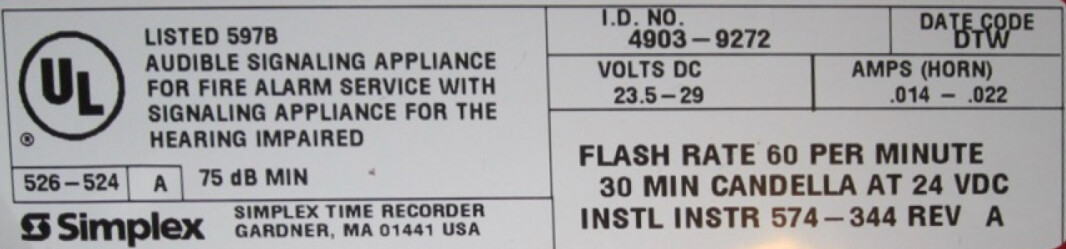 UL
®
LISTED 597B
AUDIBLE SIGNALING APPLIANCE
FOR FIRE ALARM SERVICE WITH
SIGNALING APPLIANCE FOR THE
HEARING IMPAIRED
526-524 A 75 dB MIN
Simplex
SIMPLEX TIME RECORDER
GARDNER, MA 01441 USA
I.D. NO.
4903-9272
DATE CODE
DTW
VOLTS DC
23.5-29
AMPS (HORN)
.014 - .022
FLASH RATE 60 PER MINUTE
30 MIN CANDELLA AT 24 VDC
INSTL INSTR 574-344 REV A